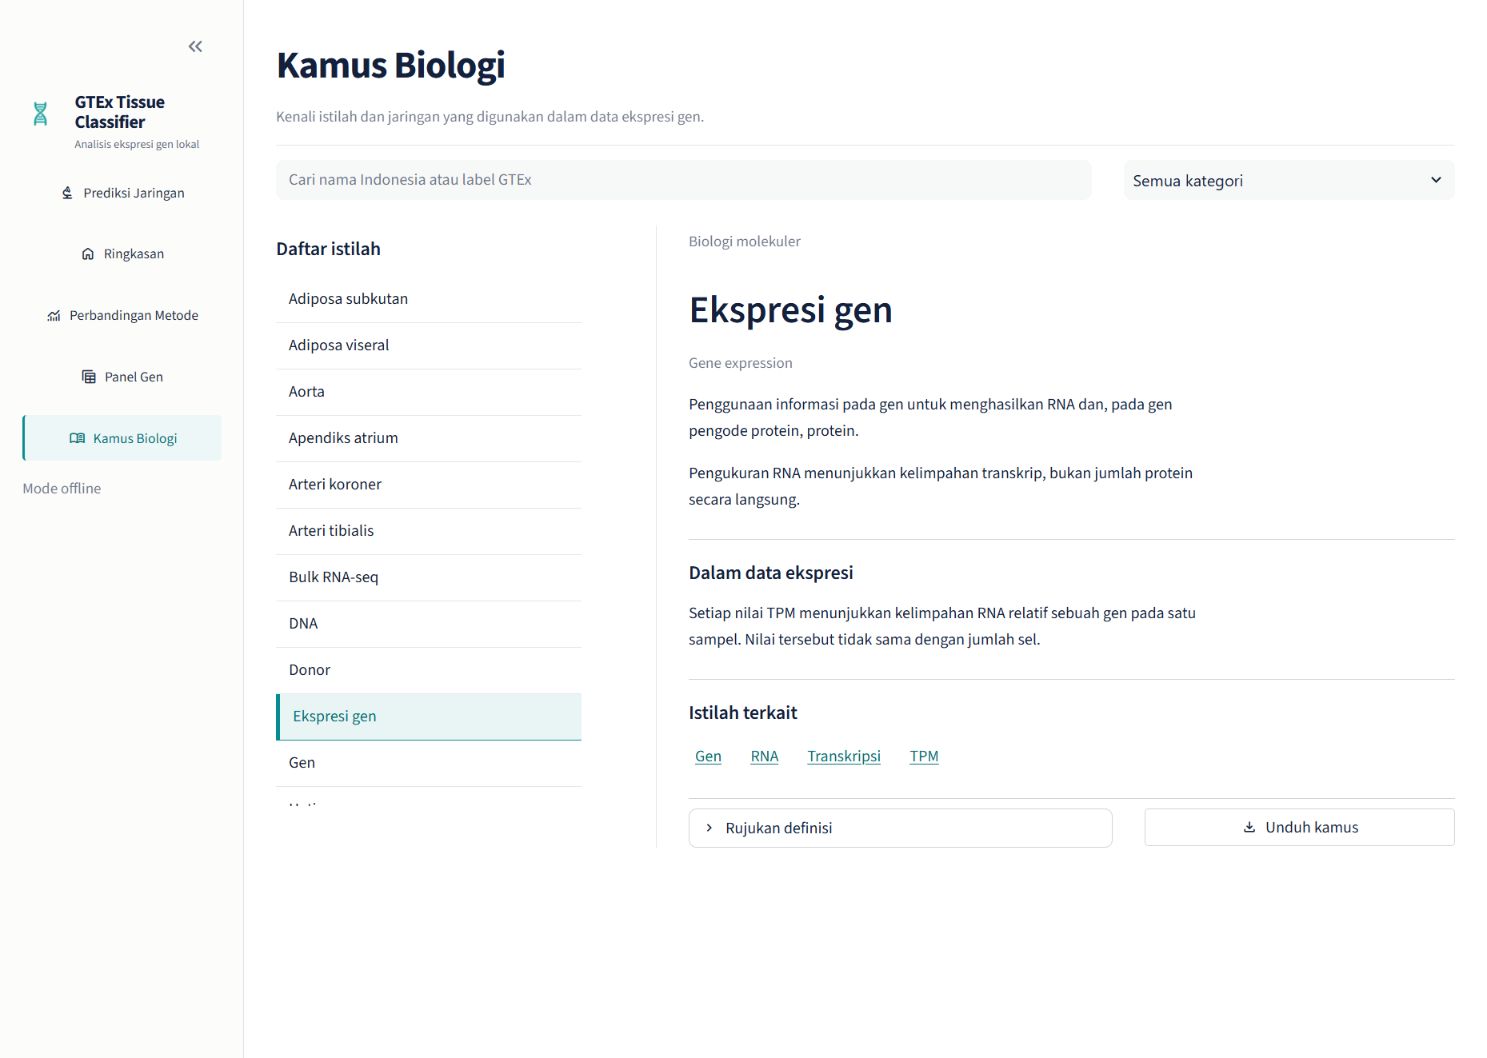 GTEx Tissue
Classifier
Analisis ekspresi gen lokal
Prediksi Jaringan
Ringkasan
Perbandingan Metode
Panel Gen
Kamus Biologi
Mode offline
Kamus Biologi
Kenali istilah dan jaringan yang digunakan dalam data ekspresi gen.
Cari nama Indonesia atau label GTEx
Semua kategori
Daftar istilah
Adiposa subkutan
Adiposa viseral
Aorta
Apendiks atrium
Arteri koroner
Arteri tibialis
Bulk RNA-seq
DNA
Donor
Ekspresi gen
Gen
Biologi molekuler
Ekspresi gen
Gene expression
Penggunaan informasi pada gen untuk menghasilkan RNA dan, pada gen
pengode protein, protein.
Pengukuran RNA menunjukkan kelimpahan transkrip, bukan jumlah protein
secara langsung.
Dalam data ekspresi
Setiap nilai TPM menunjukkan kelimpahan RNA relatif sebuah gen pada satu
sampel. Nilai tersebut tidak sama dengan jumlah sel.
Istilah terkait
Gen RNA Transkripsi TPM
Rujukan definisi
Unduh kamus